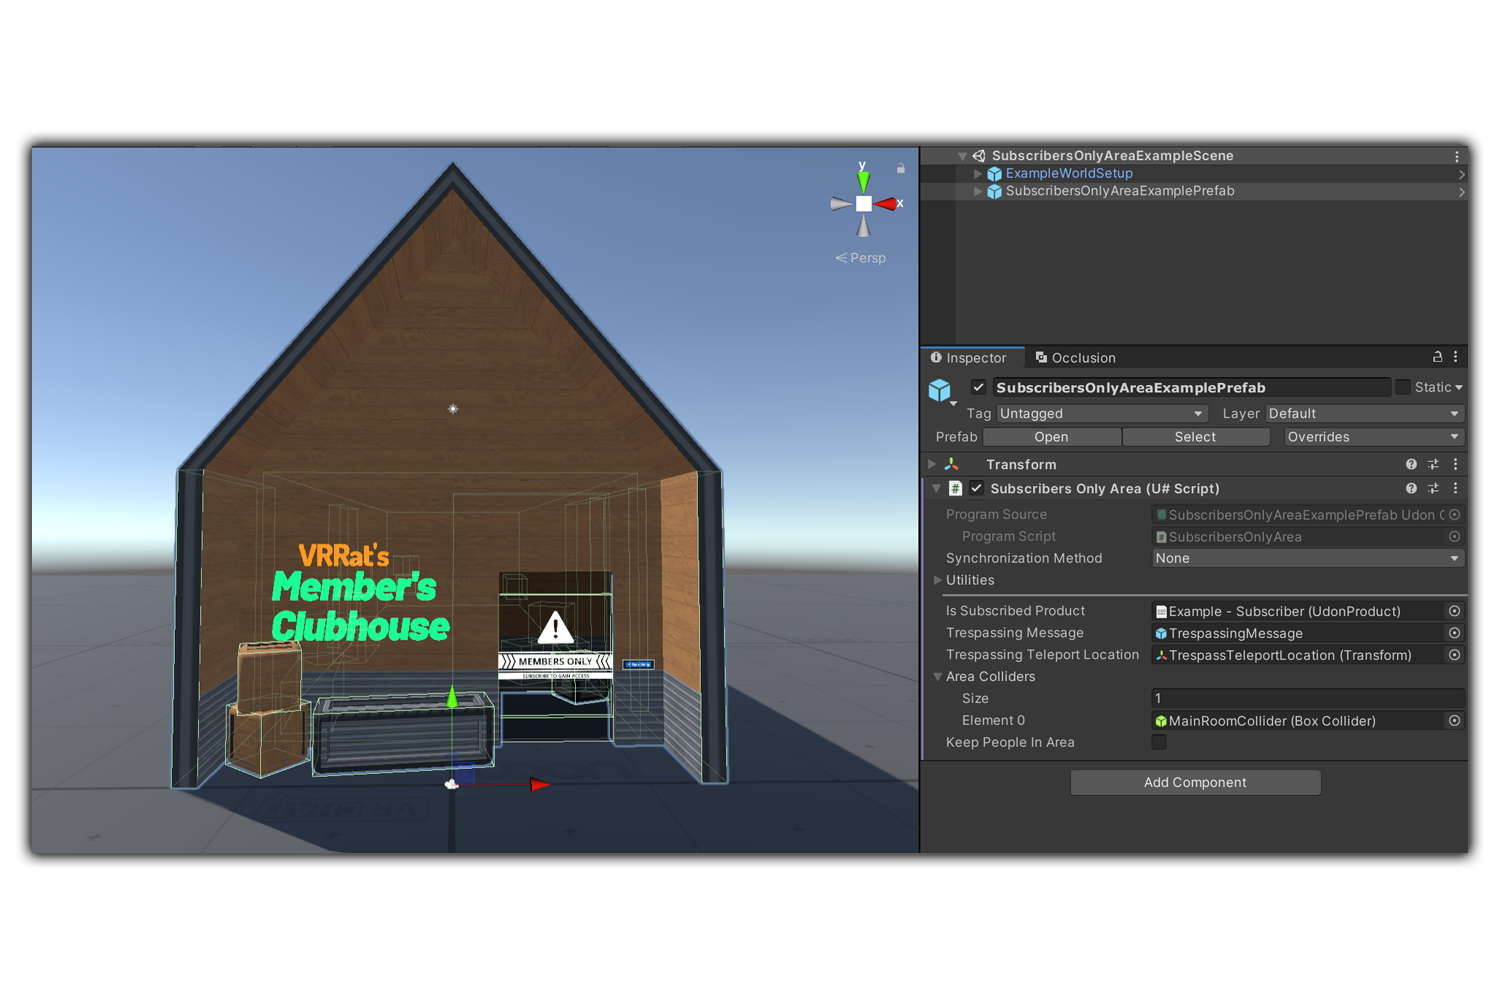 y
x
Persp
VRRat's
Member's
Clubhouse
MEMBERS ONLY
SUBSCRIBE TO GAIN ACCESS
SubscribersOnlyAreaExampleScene
ExampleWorldSetup
SubscribersOnlyAreaExamplePrefab
Inspector
Occlusion
SubscribersOnlyAreaExamplePrefab
Static
Tag Untagged Layer Default
Prefab Open Select Overrides
Transform
# Subscribers Only Area (U# Script)
Program Source SubscribersOnlyAreaExamplePrefab Udon C
Program Script SubscribersOnlyArea
Synchronization Method None
Utilities
Is Subscribed Product Example - Subscriber (UdonProduct)
Trespassing Message TrespassingMessage
Trespassing Teleport Location TrespassTeleportLocation (Transform)
Area Colliders
Size 1
Element 0 MainRoomCollider (Box Collider)
Keep People In Area
Add Component